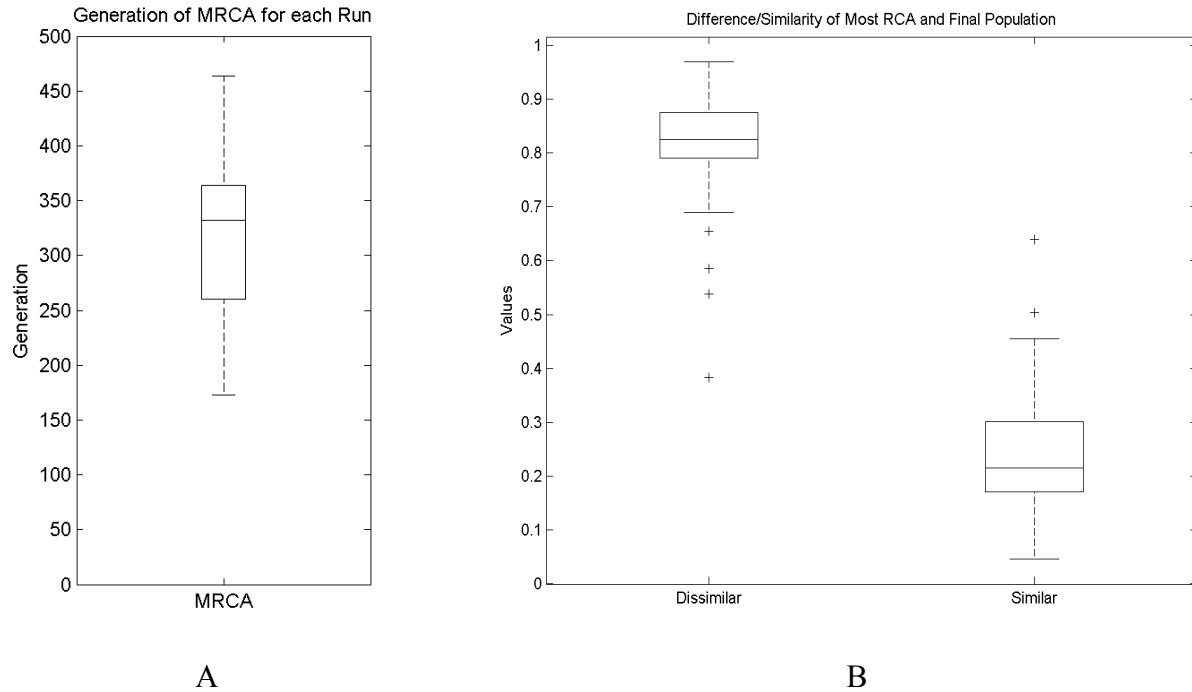 Generation of MRCA for each Run
500
450
400
350
300
250
200
150
100
50
0
Generation
MRCA
A
Difference/Similarity of Most RCA and Final Population
1
0.9
0.8
0.7
0.6
0.5
0.4
0.3
0.2
0.1
0
Values
Dissimilar Similar
B